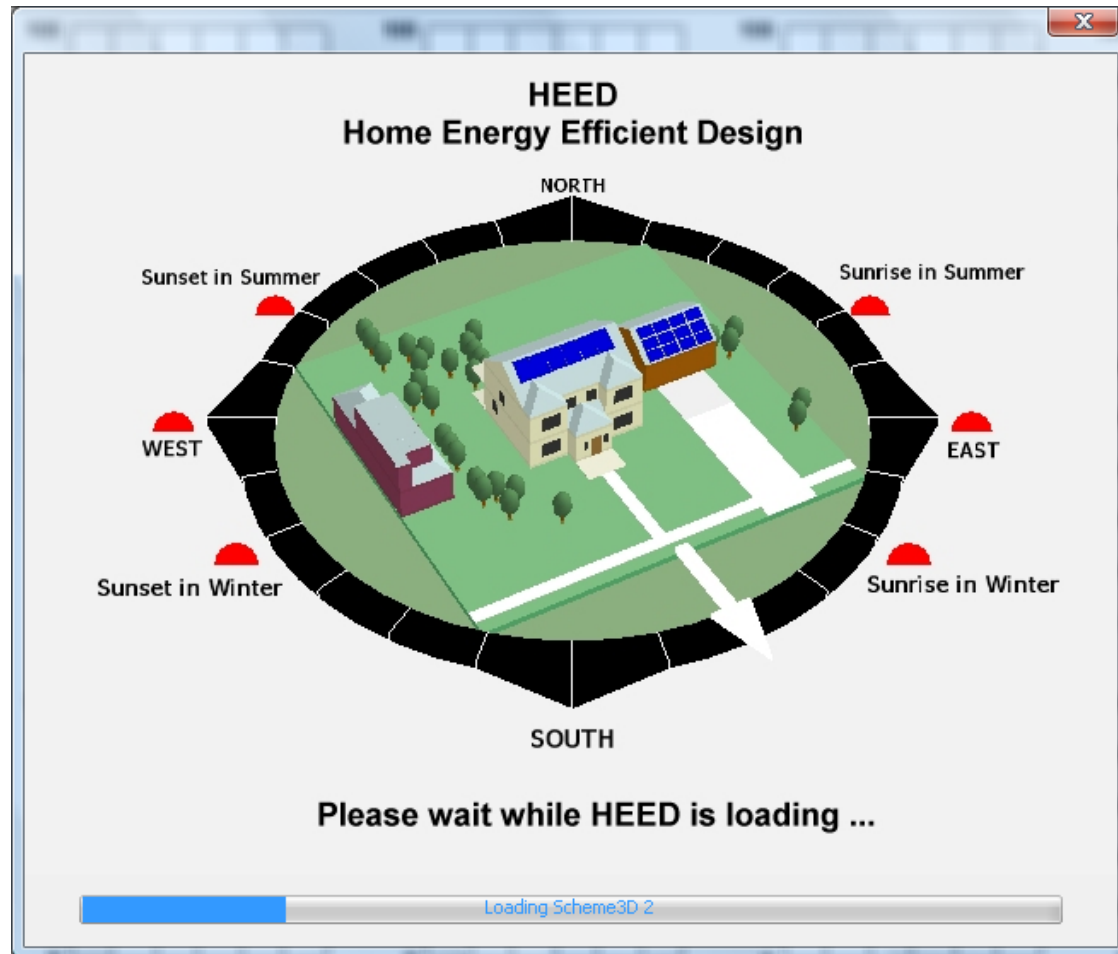 HEED
Home Energy Efficient Design
NORTH
Sunset in Summer
Sunrise in Summer
WEST
EAST
Sunset in Winter
Sunrise in Winter
SOUTH
Please wait while HEED is loading ...
Loading Scheme3D 2